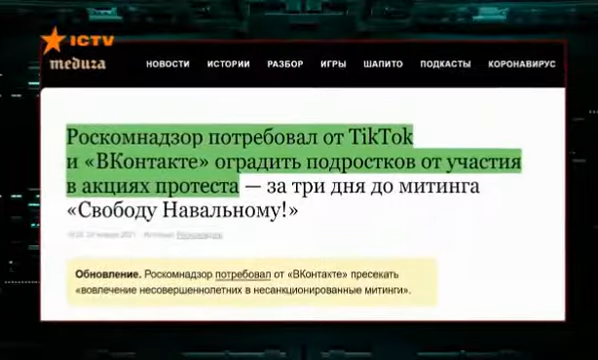 ICTV
meduza НОВОСТИ ИСТОРИИ РАЗБОР ИГРЫ ШАПИТО ПОДКАСТЫ КОРОНАВИРУС
Роскомнадзор потребовал от TikTok
и «ВКонтакте» оградить подростков от участия
в акциях протеста — за три дня до митинга
«Свободу Навальному!»
Обновление. Роскомнадзор потребовал от «ВКонтакте» пресекать
«вовлечение несовершеннолетних в несанкционированные митинги».